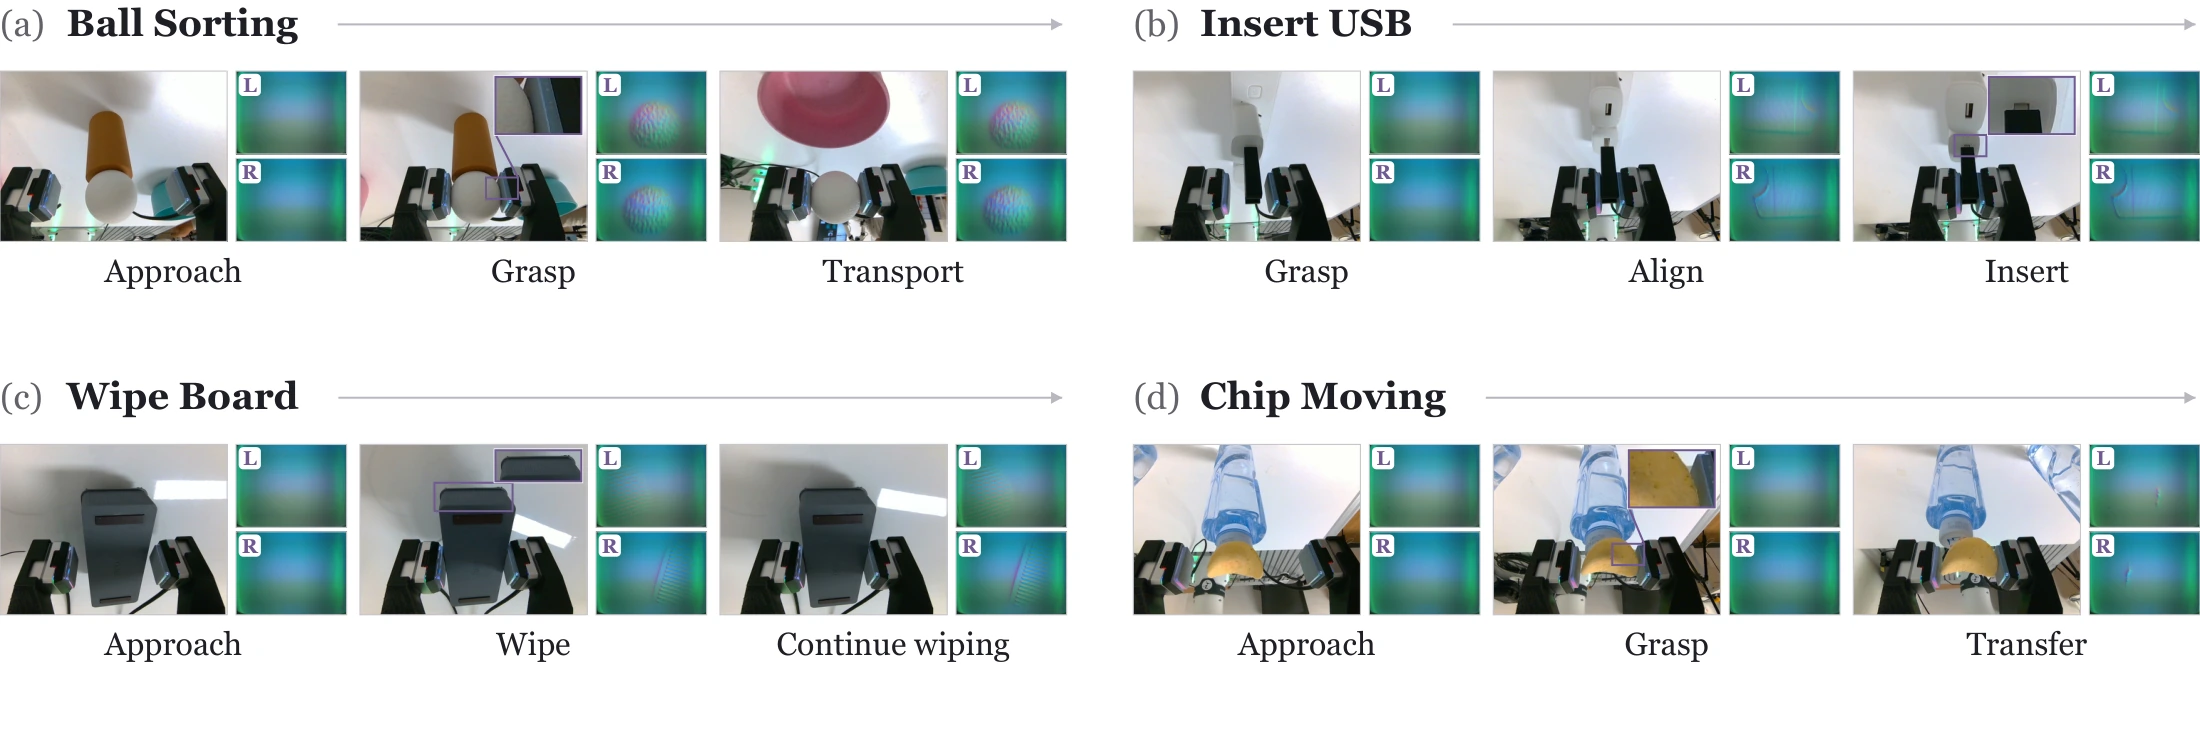 (a) Ball Sorting
L
R
L
R
L
R
Approach
Grasp
Transport
(b) Insert USB
L
R
L
R
L
R
Grasp
Align
Insert
(c) Wipe Board
L
R
L
R
L
R
Approach
Wipe
Continue wiping
(d) Chip Moving
L
R
L
R
L
R
Approach
Grasp
Transfer